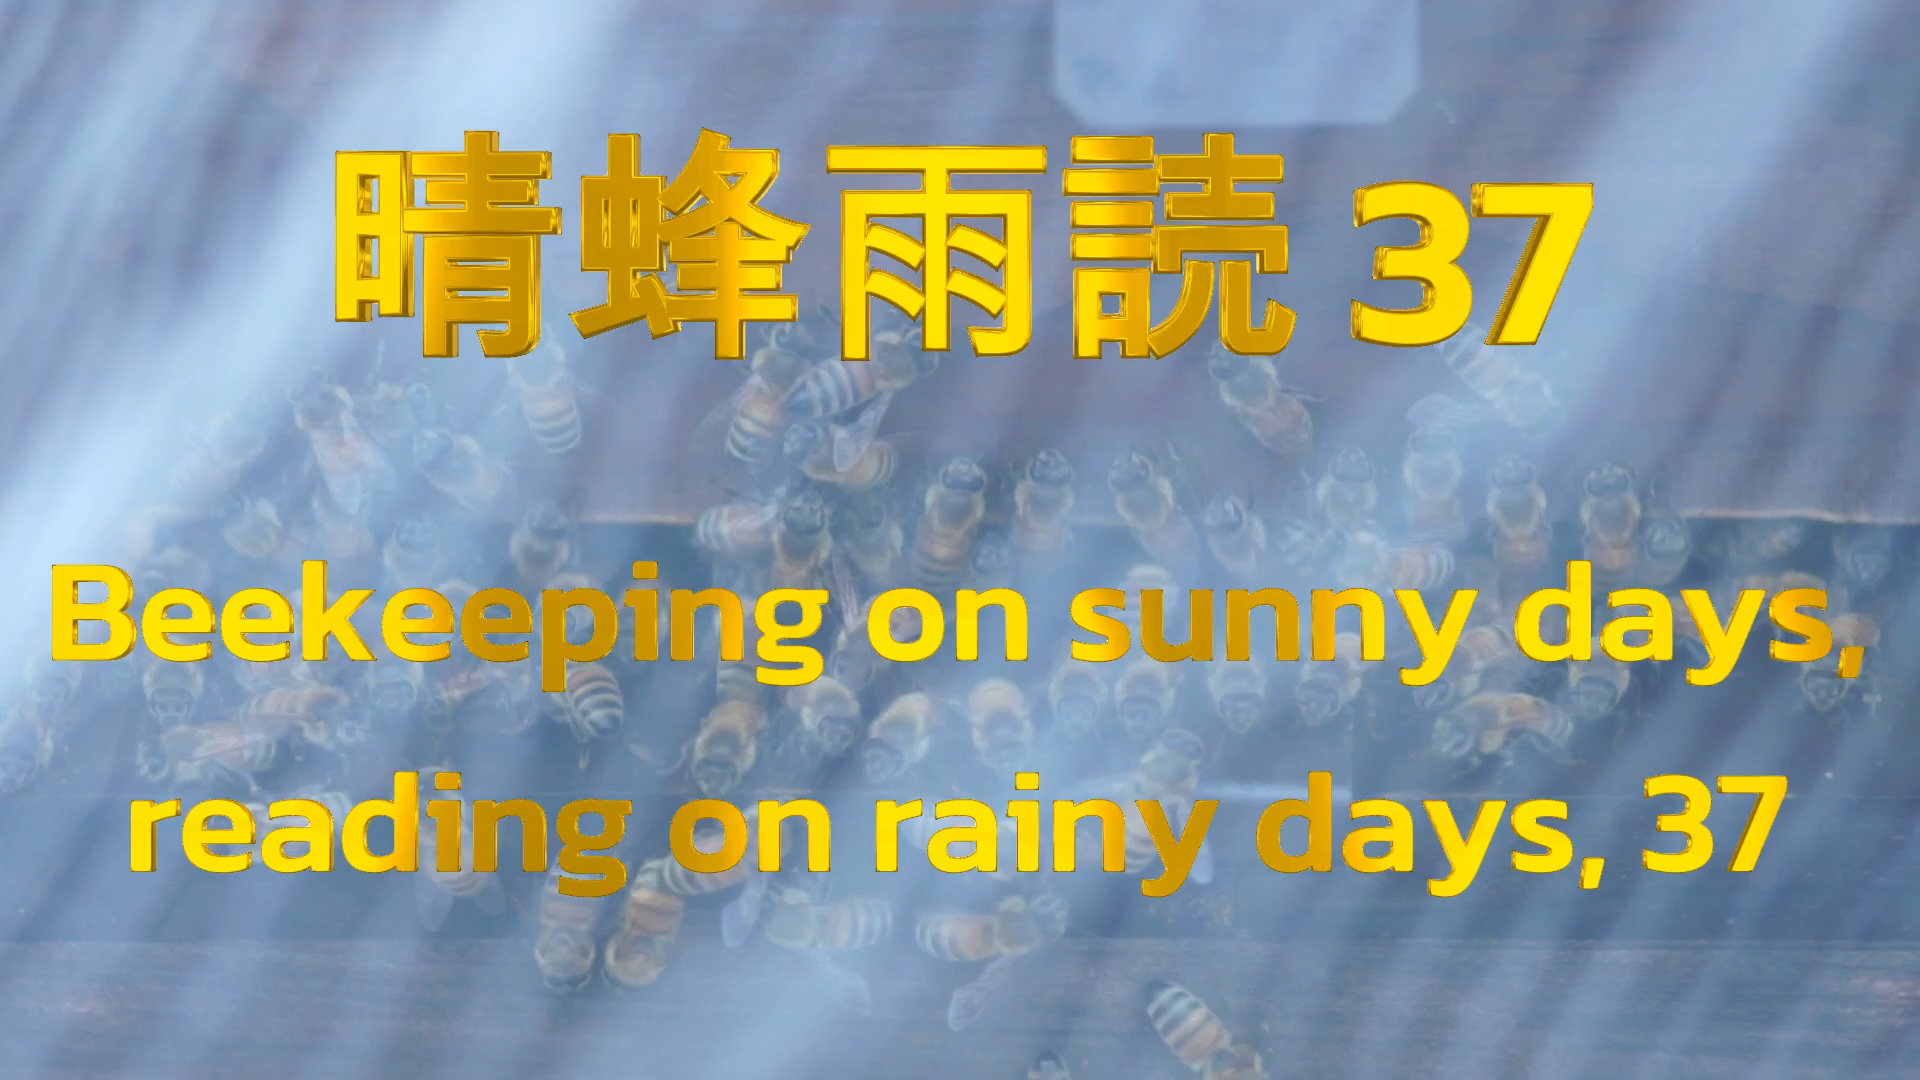 晴蜂雨読 37
Beekeeping on sunny days,
reading on rainy days, 37